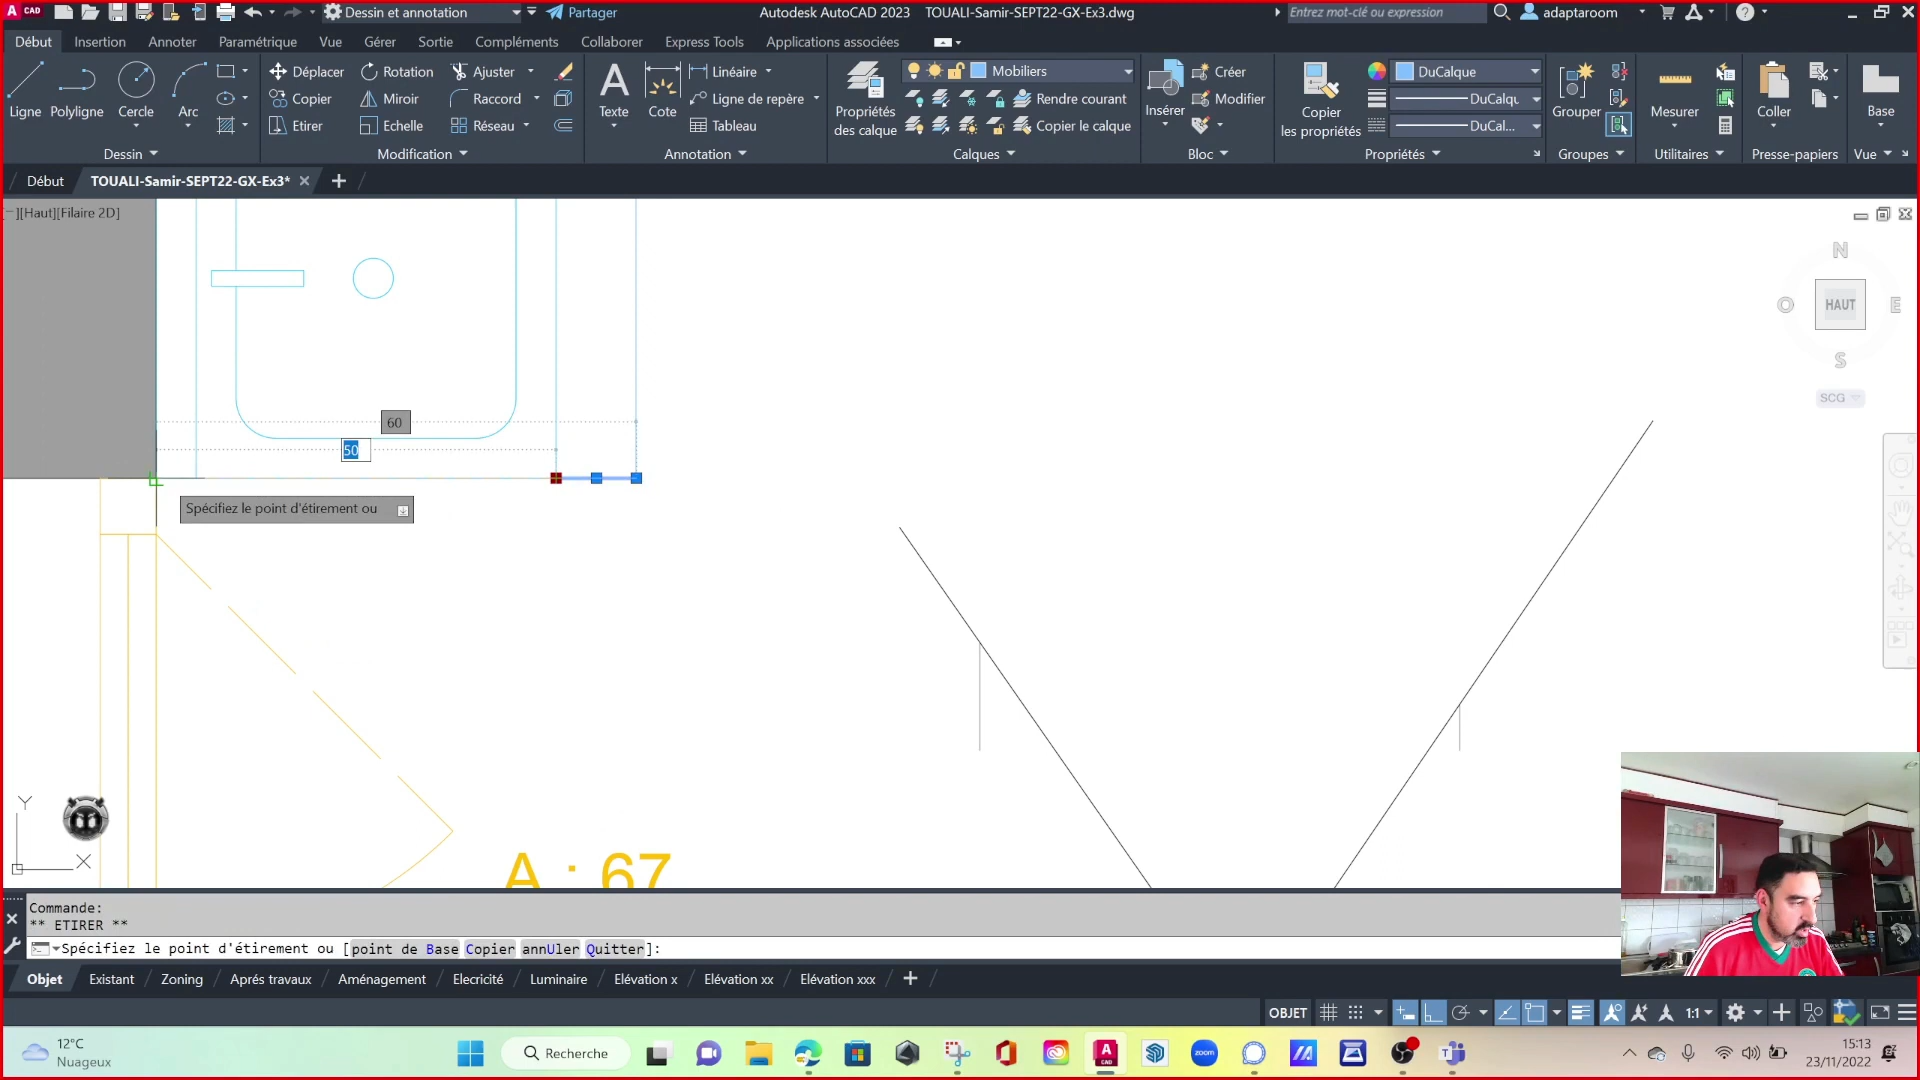 A CAD
Dessin et annotation
Partager
Autodesk AutoCAD 2023 TOUALI-Samir-SEPT22-GX-Ex3.dwg
Entrez mot-clé ou expression
adaptaroom
Début Insertion Annoter Paramétrique Vue Gérer Sortie Compléments Collaborer Express Tools Applications associées
Ligne Polyligne Cercle Arc
Déplacer Rotation Ajuster
Copier Miroir Raccord
Etirer Echelle Réseau
Texte Cote
Linéaire
Ligne de repère
Tableau
Propriétés des calque
Mobiliers
Rendre courant
Copier le calque
Insérer
Créer
Modifier
Copier les propriétés
DuCalque
DuCalqu
DuCal...
Grouper
Mesurer
Coller
Base
Dessin Modification Annotation Calques Bloc Propriétés Groupes Utilitaires Presse-papiers Vue
Début TOUALI-Samir-SEPT22-GX-Ex3*
][Haut][Filaire 2D]
N
O HAUT E
S
SCG
60
50
Spécifiez le point d'étirement ou
A : 67
Y
X
Commande:
** ETIRER **
Spécifiez le point d'étirement ou [point de Base Copier annUler Quitter]:
Objet Existant Zoning Aprés travaux Aménagement Elecricité Luminaire Elévation x Elévation xx Elévation xxx
OBJET
1:1
12°C
Nuageux
Recherche
zoom
15:13
23/11/2022